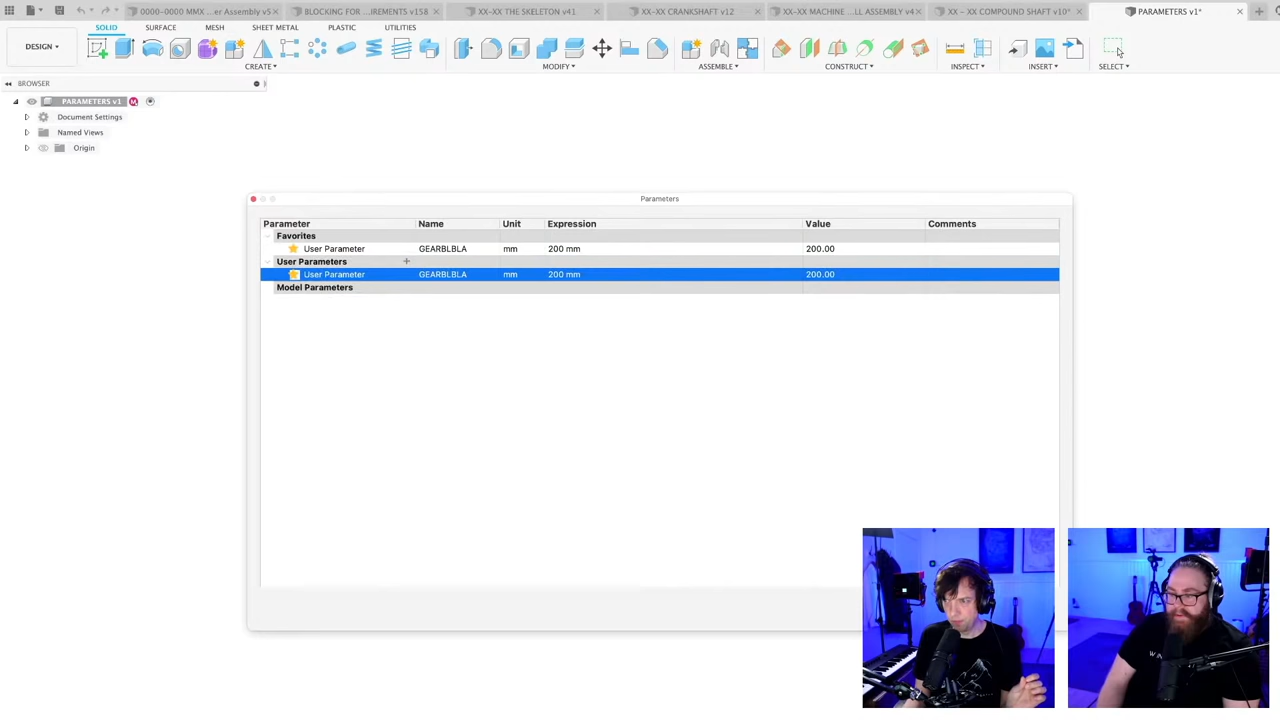 0000-0000 MMX ...er Assembly v5
BLOCKING FOR ...IREMENTS v158
XX-XX THE SKELETON v41
XX-XX CRANKSHAFT v12
XX-XX MACHINE ...LL ASSEMBLY v4
XX - XX COMPOUND SHAFT v10*
PARAMETERS v1*
SOLID
SURFACE
MESH
SHEET METAL
PLASTIC
UTILITIES
DESIGN
CREATE
MODIFY
ASSEMBLE
CONSTRUCT
INSPECT
INSERT
SELECT
BROWSER
PARAMETERS v1
Document Settings
Named Views
Origin
Parameters
Parameter Name Unit Expression Value Comments
Favorites
User Parameter GEARBLBLA mm 200 mm 200.00
User Parameters +
User Parameter GEARBLBLA mm 200 mm 200.00
Model Parameters